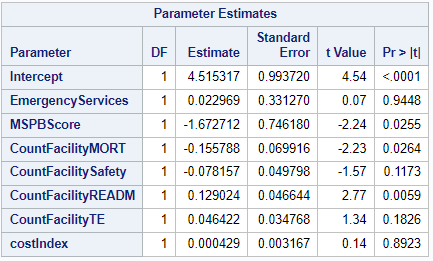 Parameter Estimates
Parameter DF Estimate Standard Error t Value Pr > |t|
Intercept 1 4.515317 0.993720 4.54 <.0001
EmergencyServices 1 0.022969 0.331270 0.07 0.9448
MSPBScore 1 -1.672712 0.746180 -2.24 0.0255
CountFacilityMORT 1 -0.155788 0.069916 -2.23 0.0264
CountFacilitySafety 1 -0.078157 0.049798 -1.57 0.1173
CountFacilityREADM 1 0.129024 0.046644 2.77 0.0059
CountFacilityTE 1 0.046422 0.034768 1.34 0.1826
costIndex 1 0.000429 0.003167 0.14 0.8923